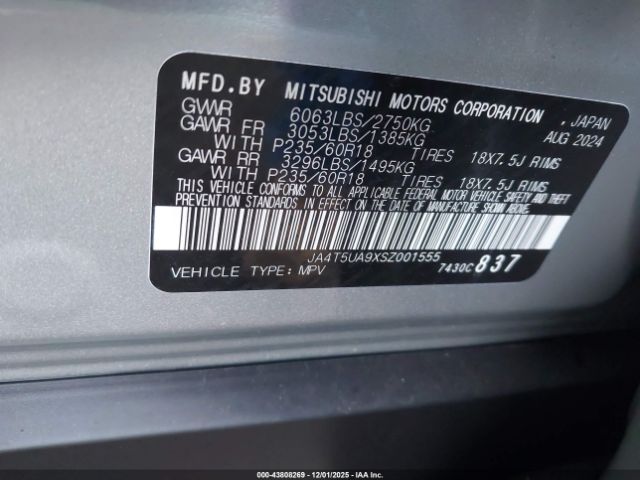 MFD.BY MITSUBISHI MOTORS CORPORATION , JAPAN
GVWR 6063LBS/2750KG AUG 2024
GAWR FR 3053LBS/1385KG
WITH P235/60R18 TIRES 18X7.5J RIMS
GAWR RR 3296LBS/1495KG
WITH P235/60R18 TIRES 18X7.5J RIMS
THIS VEHICLE CONFORMS TO ALL APPLICABLE FEDERAL MOTOR VEHICLE SAFETY AND THEFT
PREVENTION STANDARDS IN EFFECT ON THE DATE OF MANUFACTURE SHOWN ABOVE.
JA4T5UA9XSZ001555
VEHICLE TYPE: MPV 7430C 837
000-43808269 - 12/01/2025 - IAAI.CA